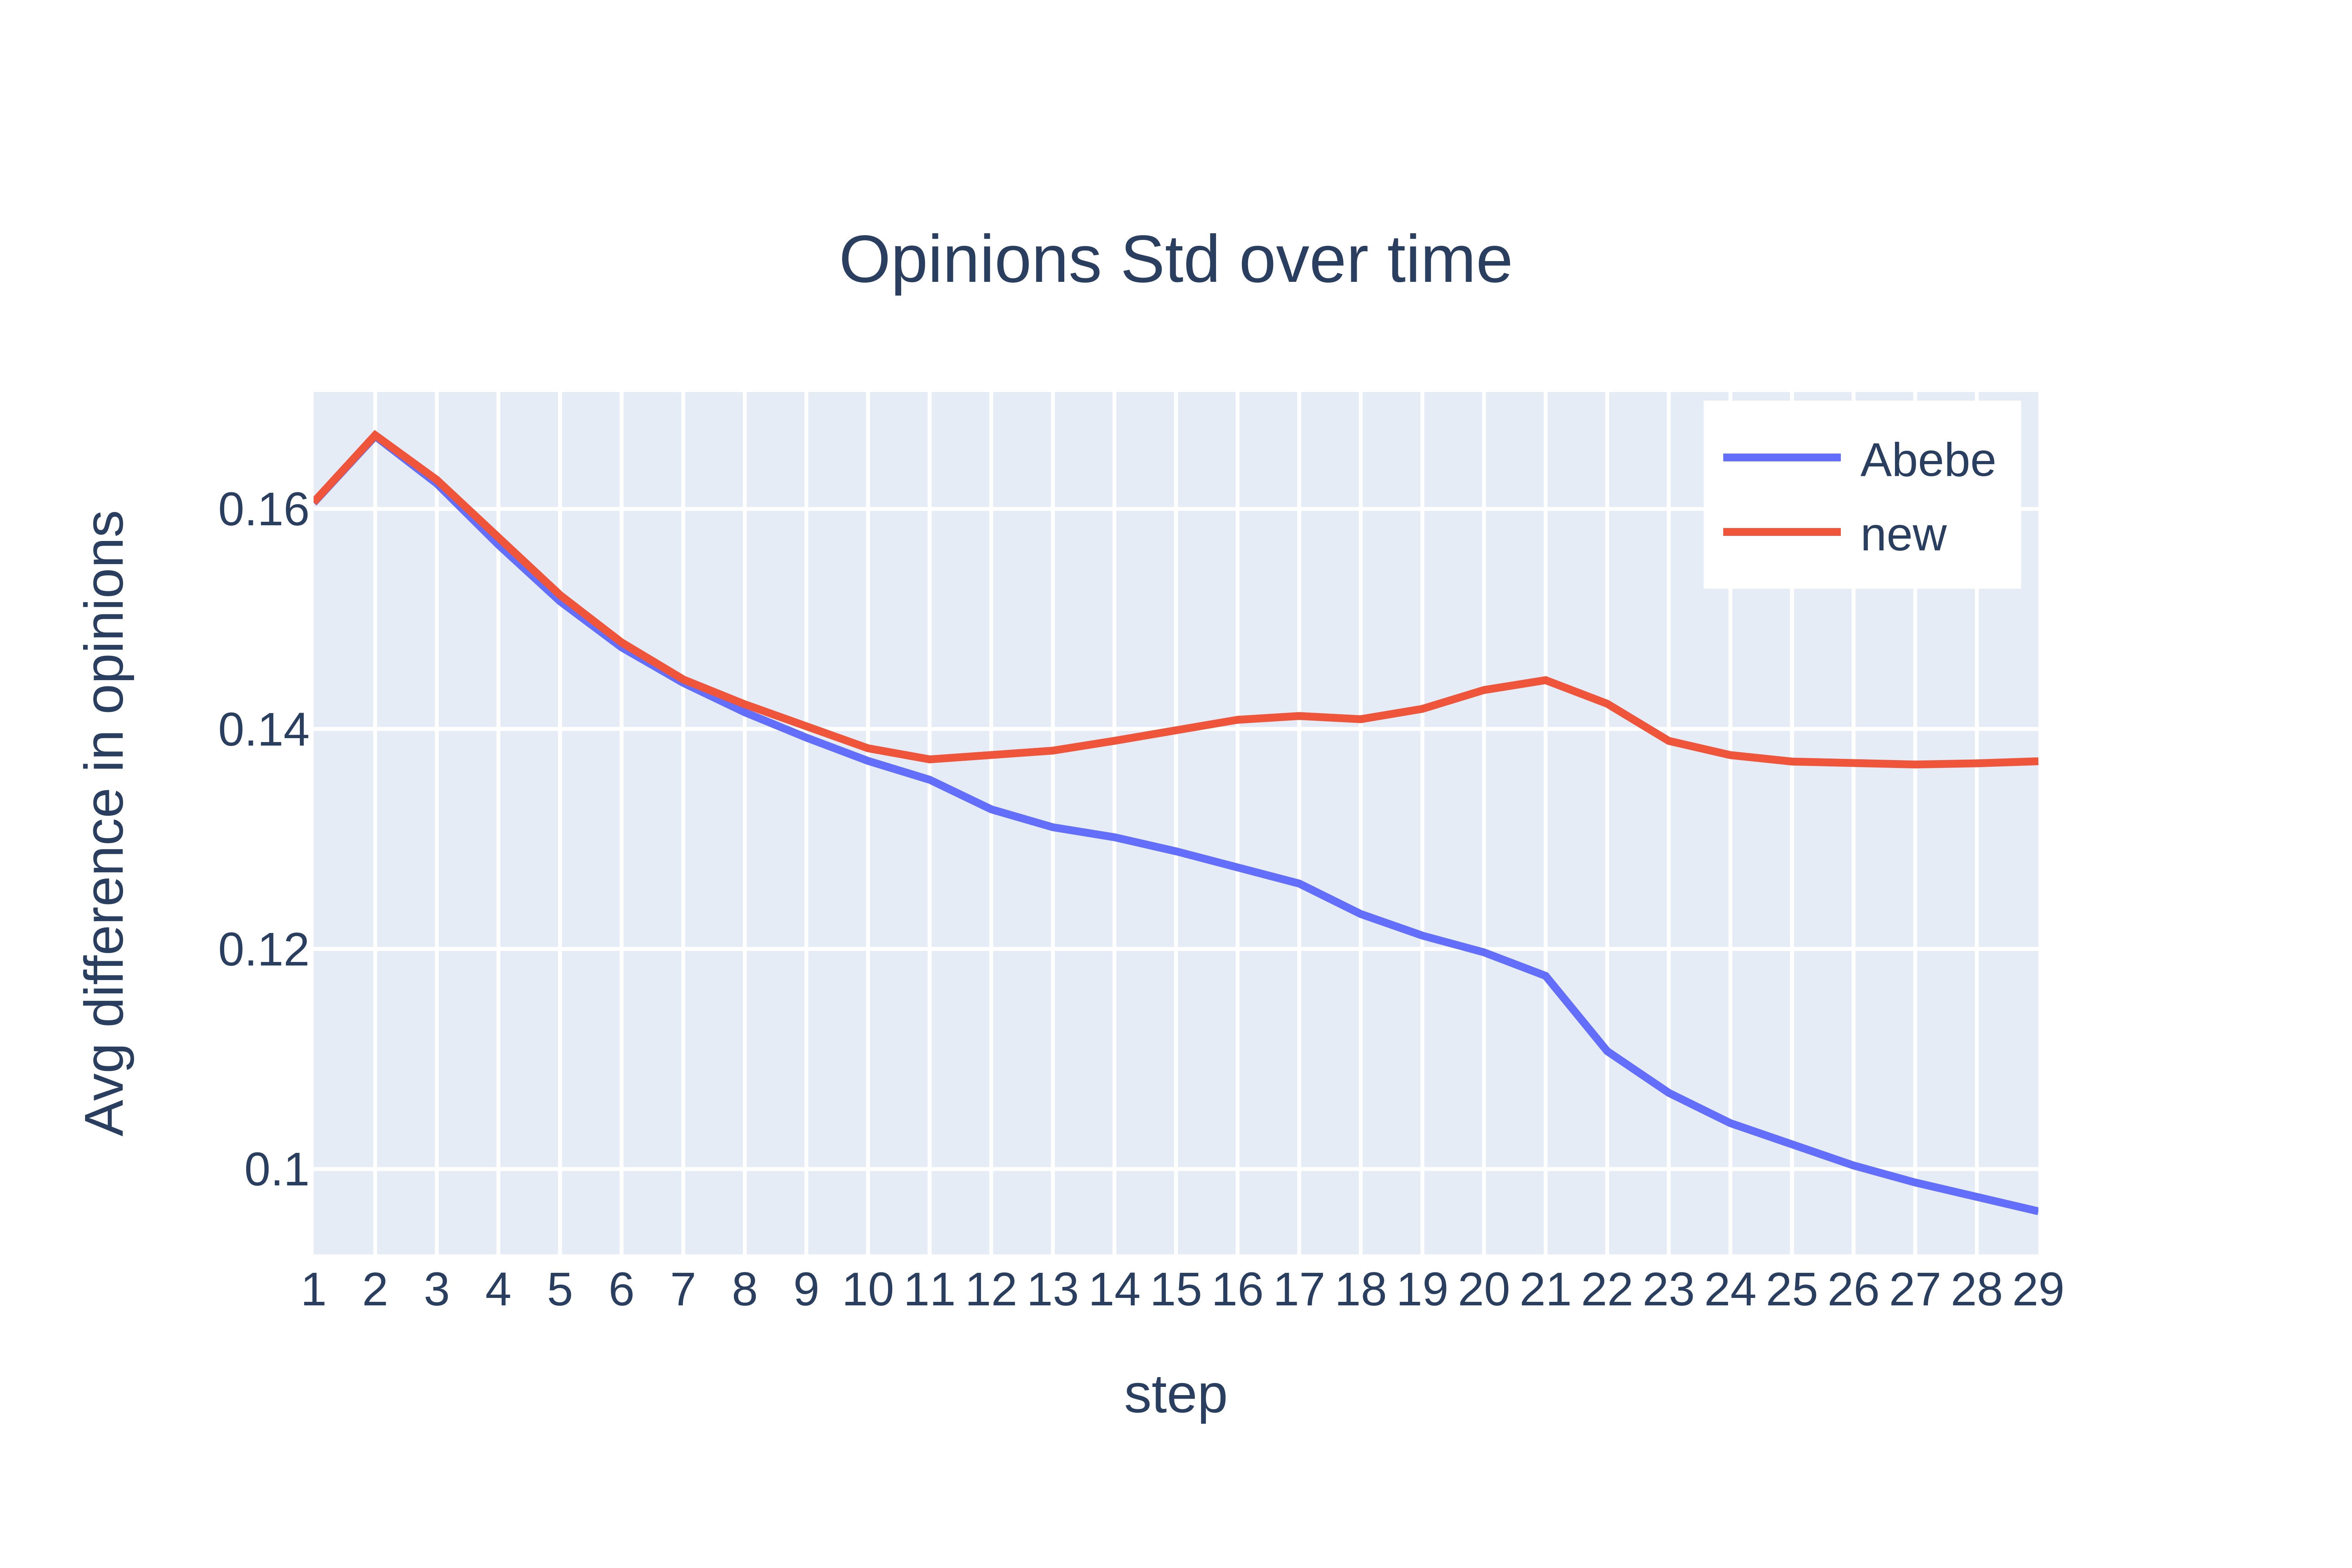 Opinions Std over time
Abebe
new
Avg difference in opinions
0.16
0.14
0.12
0.1
1 2 3 4 5 6 7 8 9 10 11 12 13 14 15 16 17 18 19 20 21 22 23 24 25 26 27 28 29
step